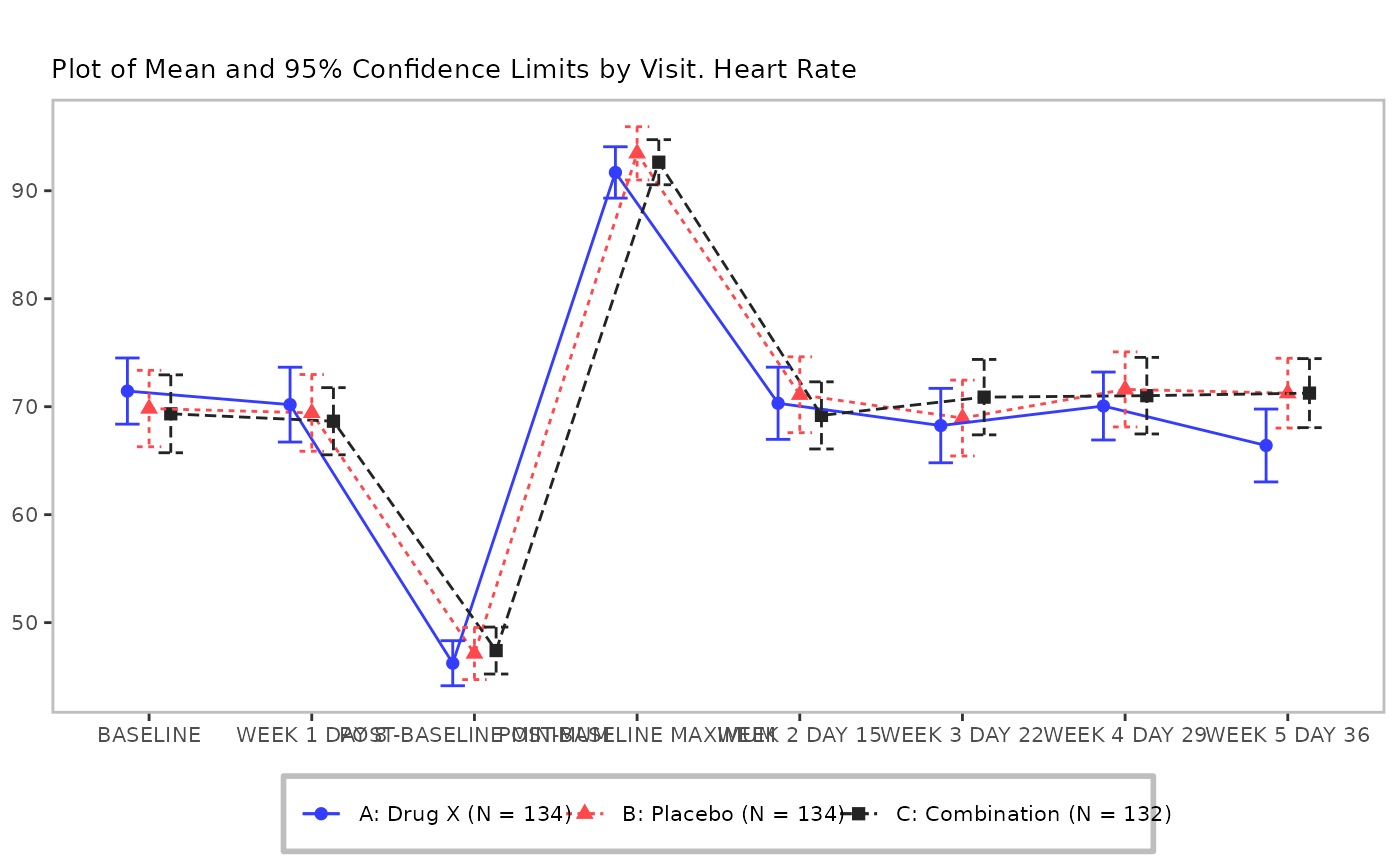 Plot of Mean and 95% Confidence Limits by Visit. Heart Rate
90
80
70
60
50
BASELINE WEEK 1 DAY 8 POST-BASELINE MINIMUM POST-BASELINE MAXIMUM WEEK 2 DAY 15 WEEK 3 DAY 22 WEEK 4 DAY 29 WEEK 5 DAY 36
A: Drug X (N = 134) B: Placebo (N = 134) C: Combination (N = 132)